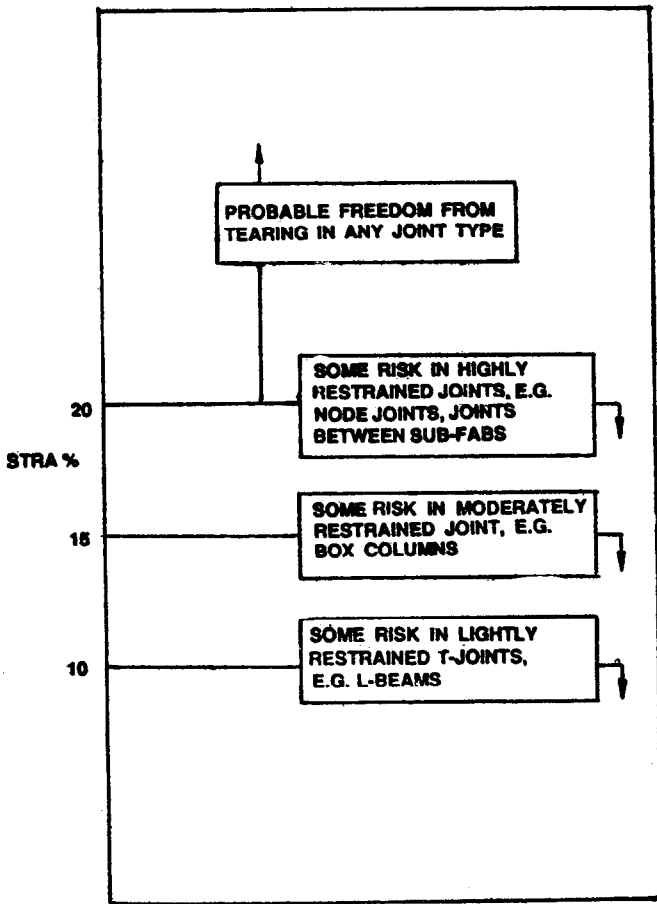 PROBABLE FREEDOM FROM
TEARING IN ANY JOINT TYPE
SOME RISK IN HIGHLY
RESTRAINED JOINTS, E.G.
NODE JOINTS, JOINTS
BETWEEN SUB-FABS
20
STRA %
SOME RISK IN MODERATELY
RESTRAINED JOINT, E.G.
BOX COLUMNS
15
SOME RISK IN LIGHTLY
RESTRAINED T-JOINTS,
E.G. L-BEAMS
10